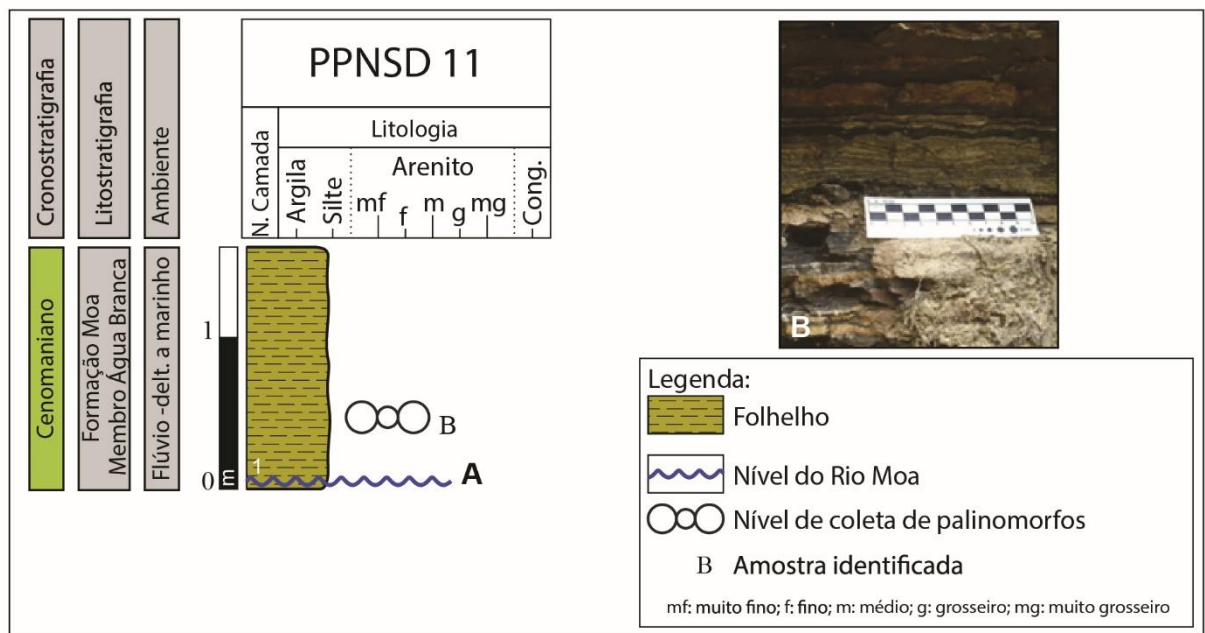 Cronostratigrafia
Litostratigrafia
Ambiente
PPNSD 11
N. Camada
Litologia
Argila
Silte
Arenito
mf
f
m
g
mg
Cong.
Cenomaniano
Formação Moa
Membro Água Branca
Flúvio -delt. a marinho
1
0
m
1
B
A
B
Legenda:
Folhelho
Nível do Rio Moa
Nível de coleta de palinomorfos
B Amostra identificada
mf: muito fino; f: fino; m: médio; g: grosseiro; mg: muito grosseiro